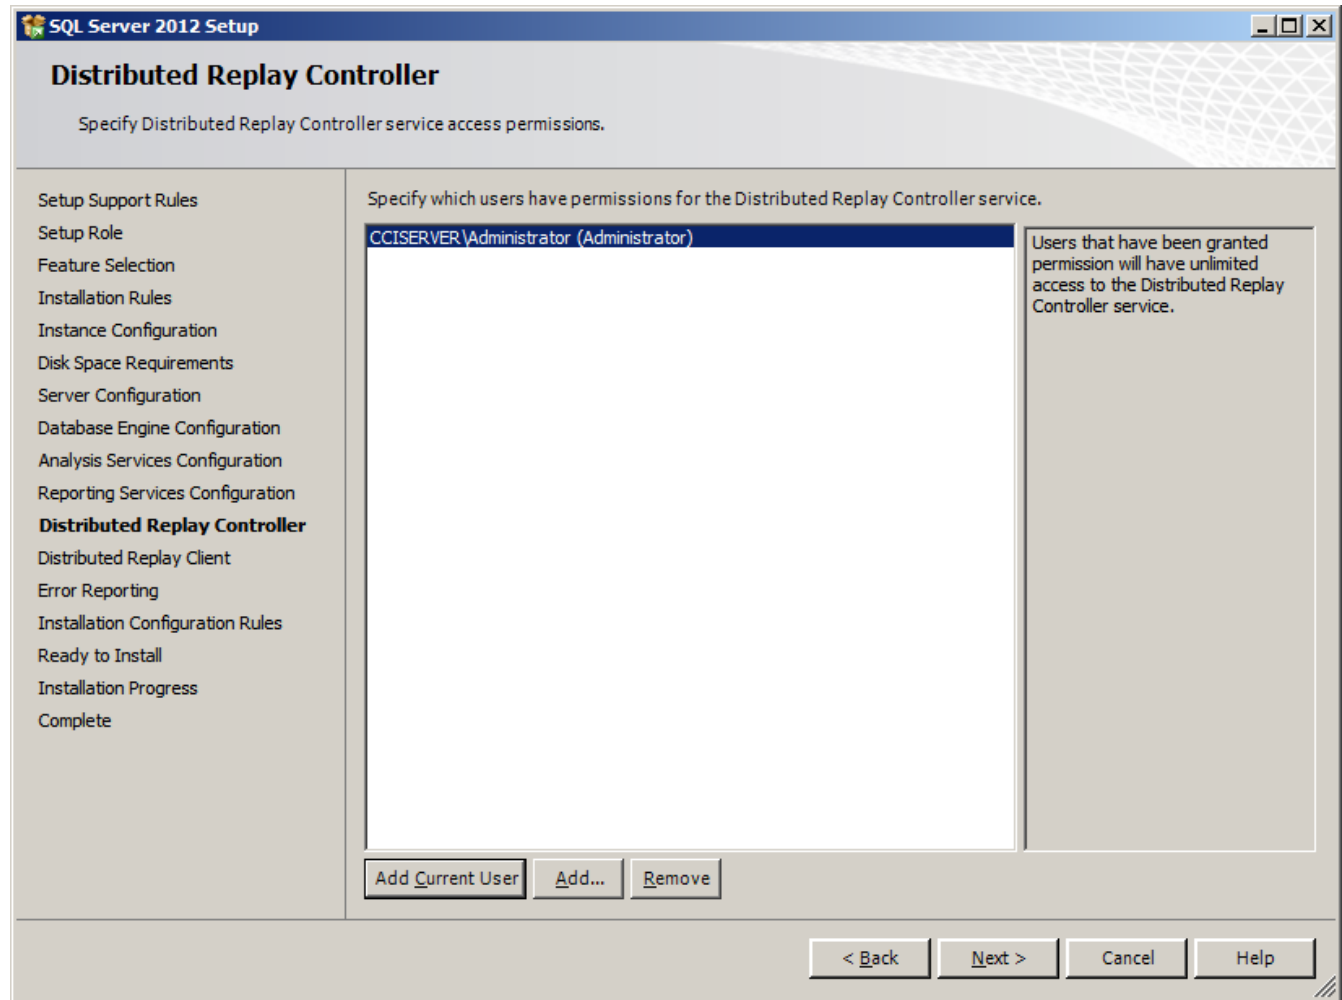 SQL Server 2012 Setup
Distributed Replay Controller
Specify Distributed Replay Controller service access permissions.
Setup Support Rules
Setup Role
Feature Selection
Installation Rules
Instance Configuration
Disk Space Requirements
Server Configuration
Database Engine Configuration
Analysis Services Configuration
Reporting Services Configuration
Distributed Replay Controller
Distributed Replay Client
Error Reporting
Installation Configuration Rules
Ready to Install
Installation Progress
Complete
Specify which users have permissions for the Distributed Replay Controller service.
CCISERVER\Administrator (Administrator)
Users that have been granted
permission will have unlimited
access to the Distributed Replay
Controller service.
Add Current User Add... Remove
< Back Next > Cancel Help